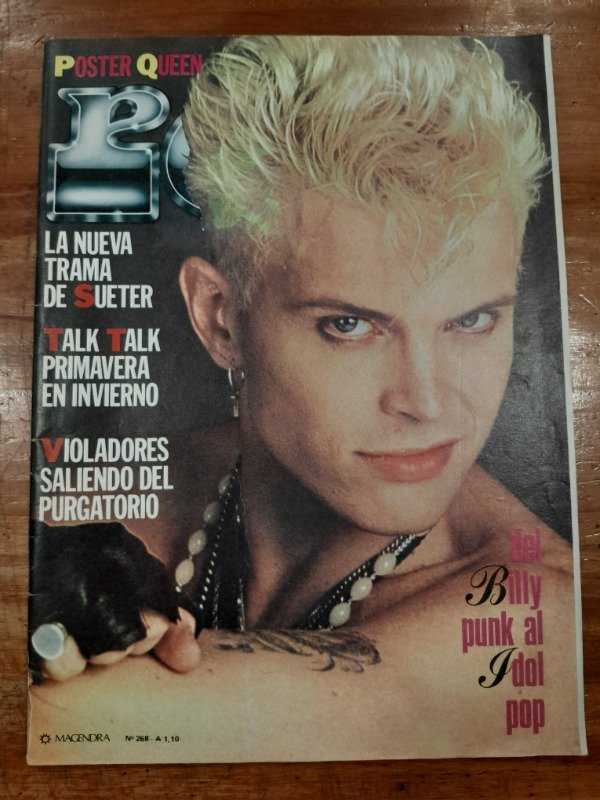 POSTER QUEEN
LA NUEVA
TRAMA
DE SUETER
TALK TALK
PRIMAVERA
EN INVIERNO
VIOLADORES
SALIENDO DEL
PURGATORIO
del
Billy
punk al
Idol
pop
MAGENDRA Nº 268 - A 1,10